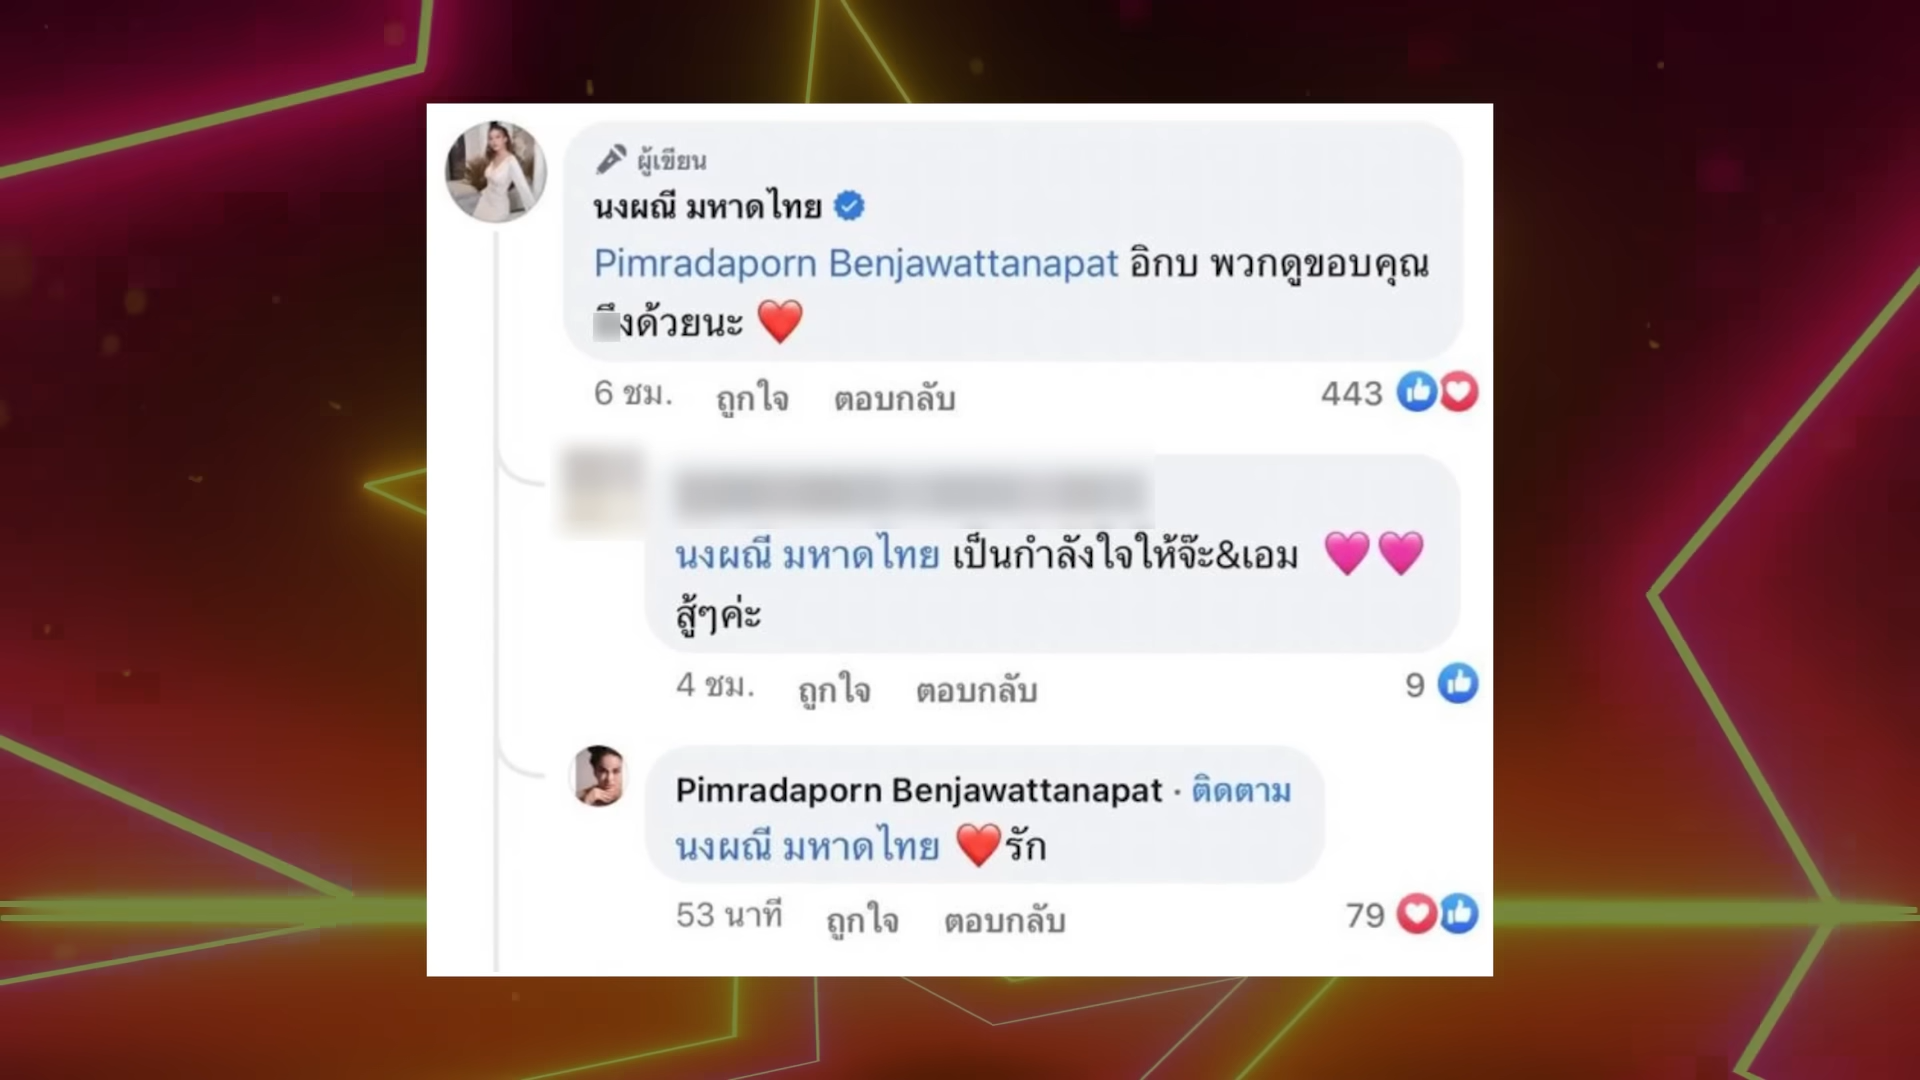 ผู้เขียน
นงผณี มหาดไทย
Pimradaporn Benjawattanapat อิกบ พวกดูขอบคุณ
ึงด้วยนะ ❤️
6 ชม. ถูกใจ ตอบกลับ 443
นงผณี มหาดไทย เป็นกำลังใจให้จ๊ะ&เอม 💗💗
สู้ๆค่ะ
4 ชม. ถูกใจ ตอบกลับ 9
Pimradaporn Benjawattanapat · ติดตาม
นงผณี มหาดไทย ❤️รัก
53 นาที ถูกใจ ตอบกลับ 79